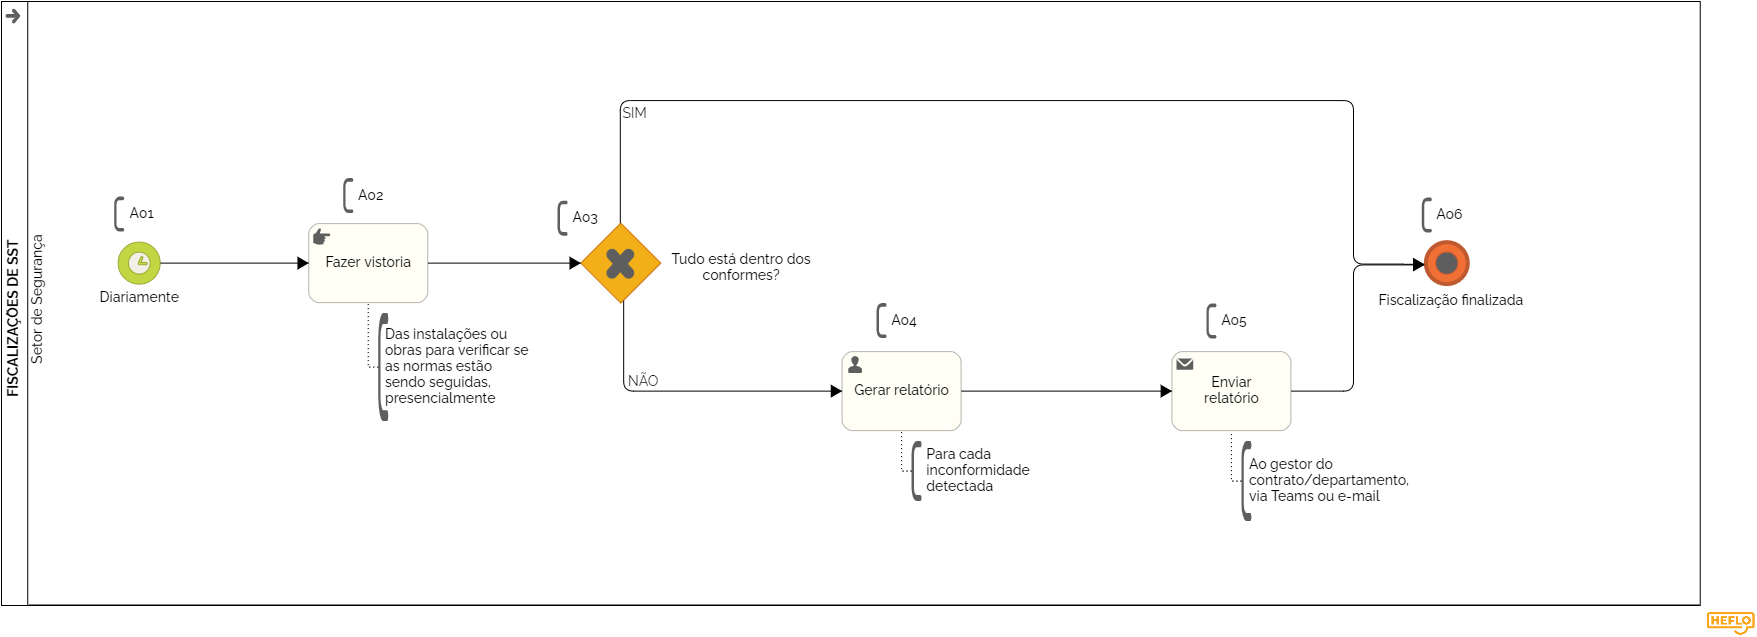 FISCALIZAÇÕES DE SST
Setor de Segurança
A01
Diariamente
A02
Fazer vistoria
Das instalações ou
obras para verificar se
as normas estão
sendo seguidas,
presencialmente
A03
SIM
Tudo está dentro dos
conformes?
NÃO
A04
Gerar relatório
Para cada
inconformidade
detectada
A05
Enviar
relatório
Ao gestor do
contrato/departamento,
via Teams ou e-mail
A06
Fiscalização finalizada
HEFLO